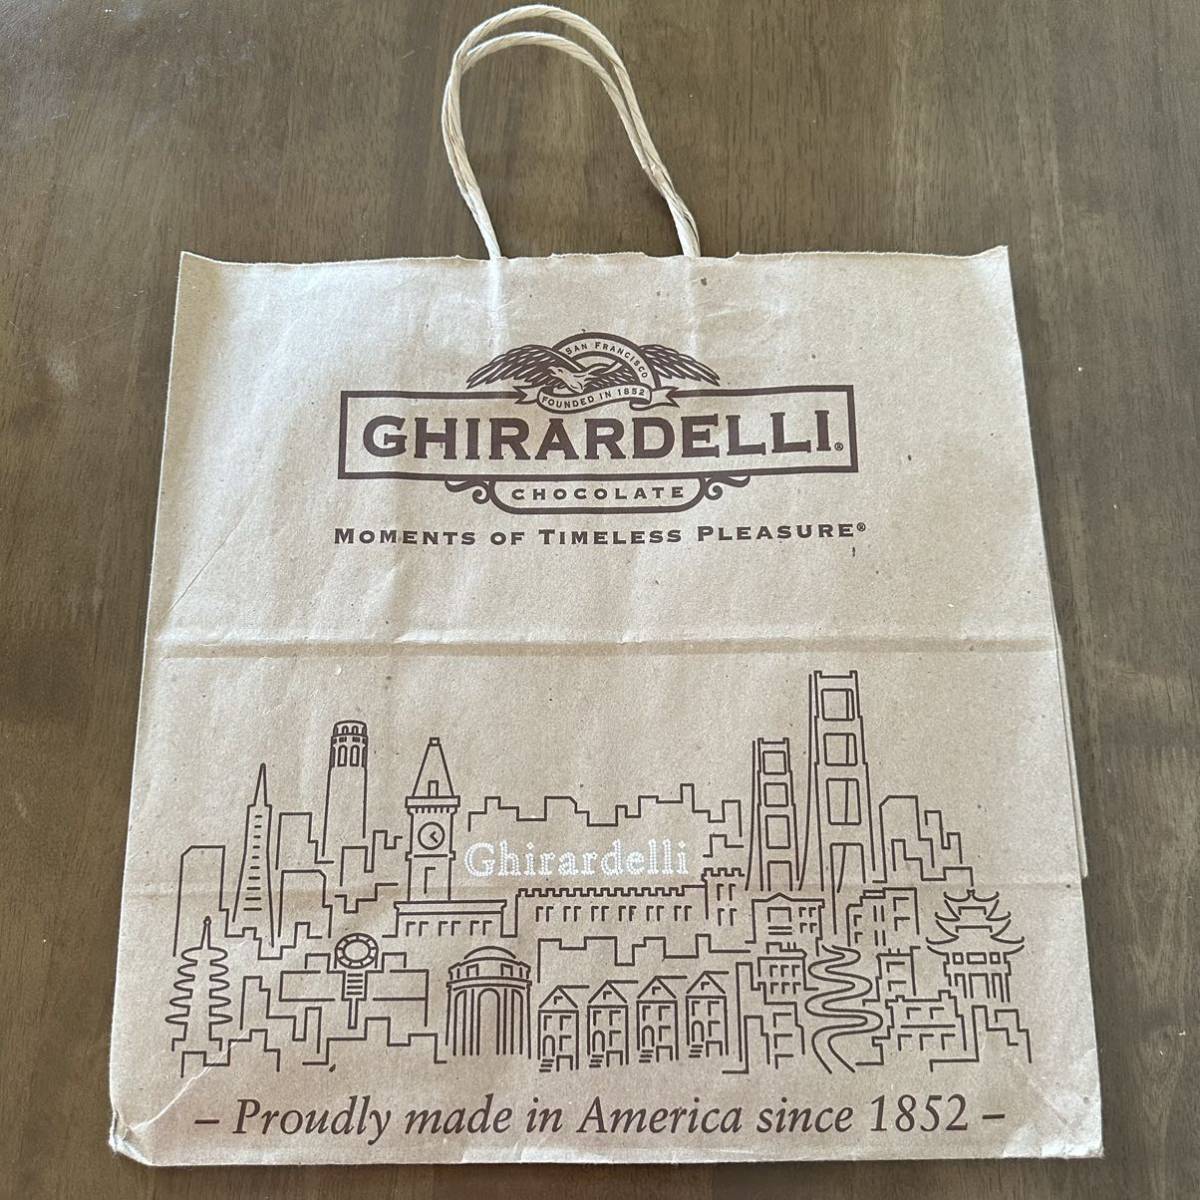 SAN FRANCISCO
FOUNDED IN 1852
GHIRARDELLI®
CHOCOLATE
MOMENTS OF TIMELESS PLEASURE®
Ghirardelli
– Proudly made in America since 1852 –